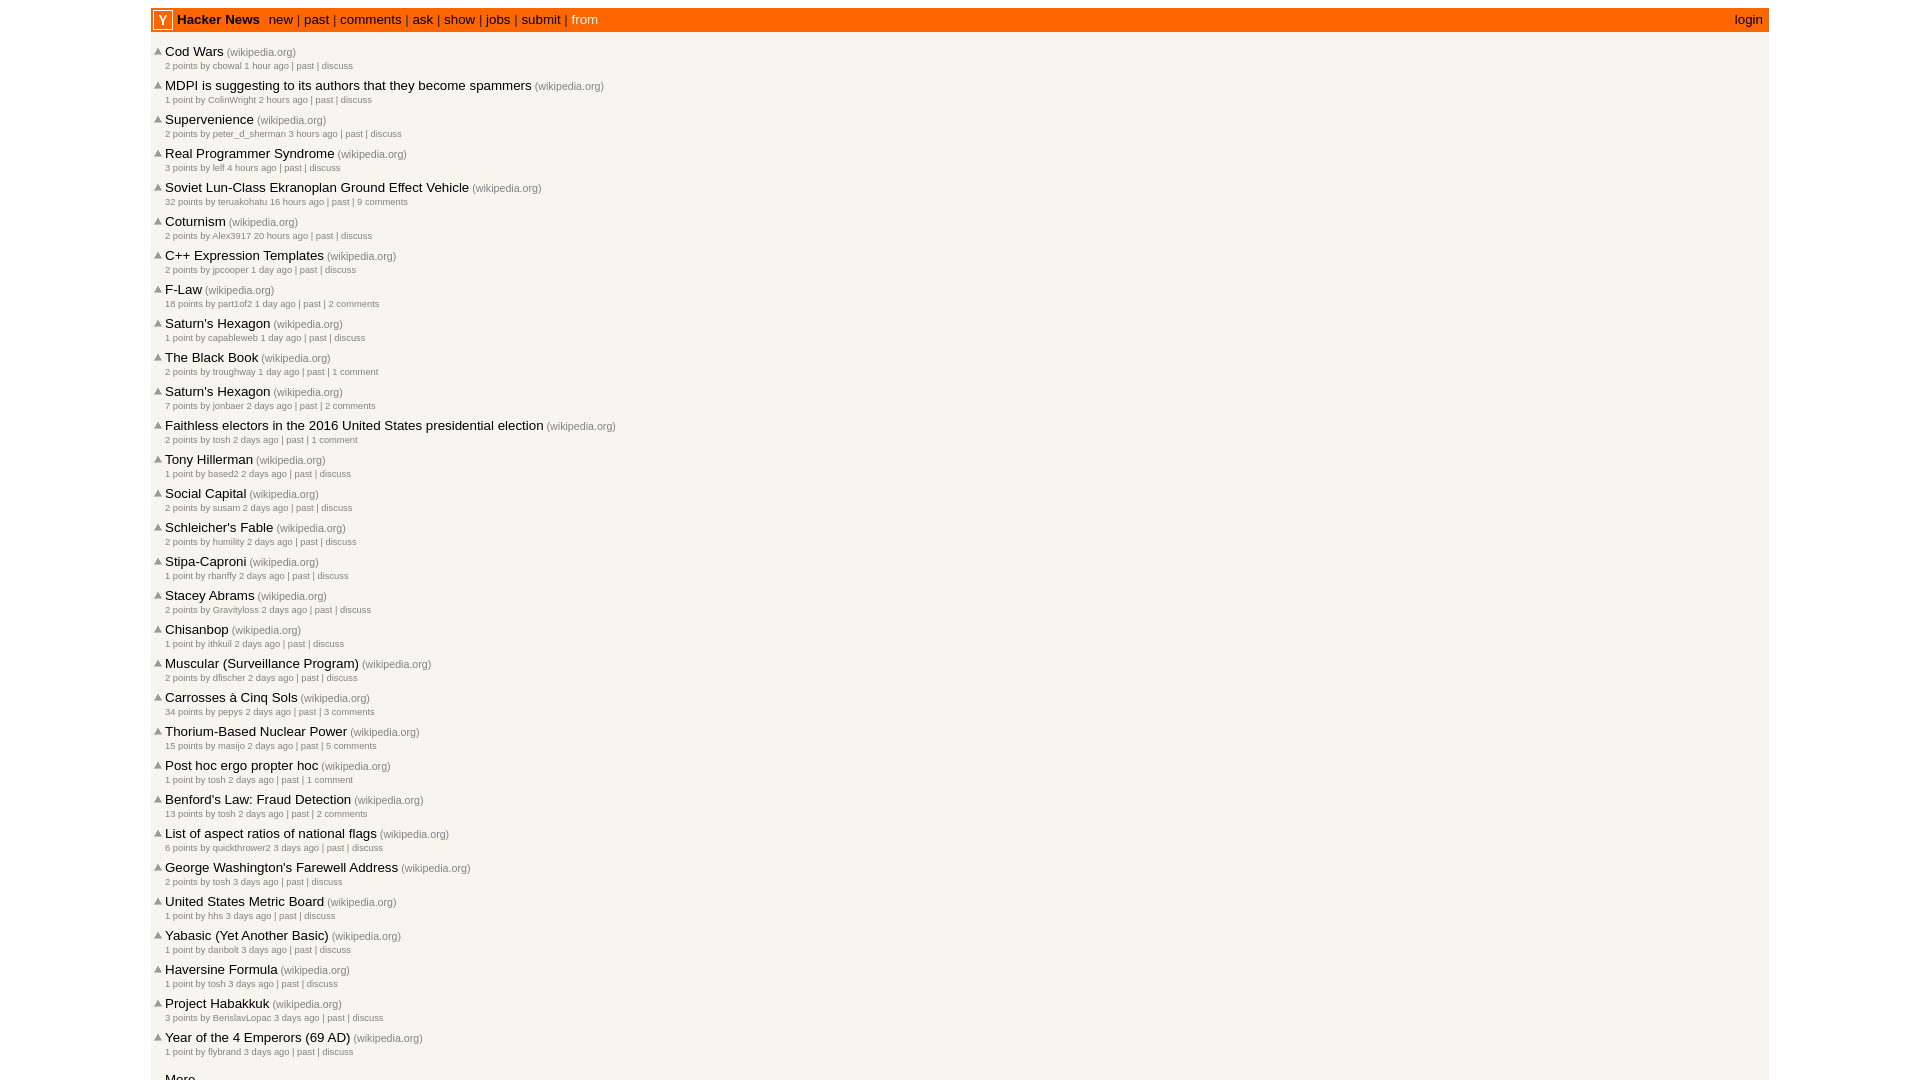 Y Hacker News new | past | comments | ask | show | jobs | submit | from login
Cod Wars (wikipedia.org)
2 points by cbowal 1 hour ago | past | discuss
MDPI is suggesting to its authors that they become spammers (wikipedia.org)
1 point by ColinWright 2 hours ago | past | discuss
Supervenience (wikipedia.org)
2 points by peter_d_sherman 3 hours ago | past | discuss
Real Programmer Syndrome (wikipedia.org)
3 points by lelf 4 hours ago | past | discuss
Soviet Lun-Class Ekranoplan Ground Effect Vehicle (wikipedia.org)
32 points by teruakohatu 16 hours ago | past | 9 comments
Coturnism (wikipedia.org)
2 points by Alex3917 20 hours ago | past | discuss
C++ Expression Templates (wikipedia.org)
2 points by jpcooper 1 day ago | past | discuss
F-Law (wikipedia.org)
18 points by part1of2 1 day ago | past | 2 comments
Saturn's Hexagon (wikipedia.org)
1 point by capableweb 1 day ago | past | discuss
The Black Book (wikipedia.org)
2 points by troughway 1 day ago | past | 1 comment
Saturn's Hexagon (wikipedia.org)
7 points by jonbaer 2 days ago | past | 2 comments
Faithless electors in the 2016 United States presidential election (wikipedia.org)
2 points by tosh 2 days ago | past | 1 comment
Tony Hillerman (wikipedia.org)
1 point by based2 2 days ago | past | discuss
Social Capital (wikipedia.org)
2 points by susam 2 days ago | past | discuss
Schleicher's Fable (wikipedia.org)
2 points by humility 2 days ago | past | discuss
Stipa-Caproni (wikipedia.org)
1 point by rbanffy 2 days ago | past | discuss
Stacey Abrams (wikipedia.org)
2 points by Gravityloss 2 days ago | past | discuss
Chisanbop (wikipedia.org)
1 point by ithkuil 2 days ago | past | discuss
Muscular (Surveillance Program) (wikipedia.org)
2 points by dfischer 2 days ago | past | discuss
Carrosses à Cinq Sols (wikipedia.org)
34 points by pepys 2 days ago | past | 3 comments
Thorium-Based Nuclear Power (wikipedia.org)
15 points by masijo 2 days ago | past | 5 comments
Post hoc ergo propter hoc (wikipedia.org)
1 point by tosh 2 days ago | past | 1 comment
Benford's Law: Fraud Detection (wikipedia.org)
13 points by tosh 2 days ago | past | 2 comments
List of aspect ratios of national flags (wikipedia.org)
6 points by quickthrower2 3 days ago | past | discuss
George Washington's Farewell Address (wikipedia.org)
2 points by tosh 3 days ago | past | discuss
United States Metric Board (wikipedia.org)
1 point by hhs 3 days ago | past | discuss
Yabasic (Yet Another Basic) (wikipedia.org)
1 point by danbolt 3 days ago | past | discuss
Haversine Formula (wikipedia.org)
1 point by tosh 3 days ago | past | discuss
Project Habakkuk (wikipedia.org)
3 points by BerislavLopac 3 days ago | past | discuss
Year of the 4 Emperors (69 AD) (wikipedia.org)
1 point by flybrand 3 days ago | past | discuss
More